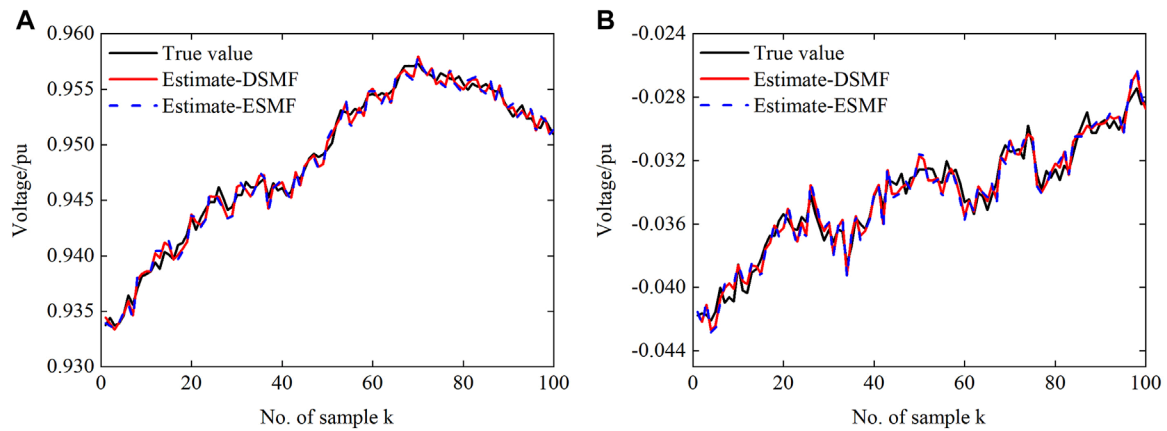 A
0.960
0.955
0.950
0.945
0.940
0.935
0.930
Voltage/pu
True value
Estimate-DSMF
Estimate-ESMF
0
20
40
60
80
100
No. of sample k
B
-0.024
-0.028
-0.032
-0.036
-0.040
-0.044
Voltage/pu
True value
Estimate-DSMF
Estimate-ESMF
0
20
40
60
80
100
No. of sample k